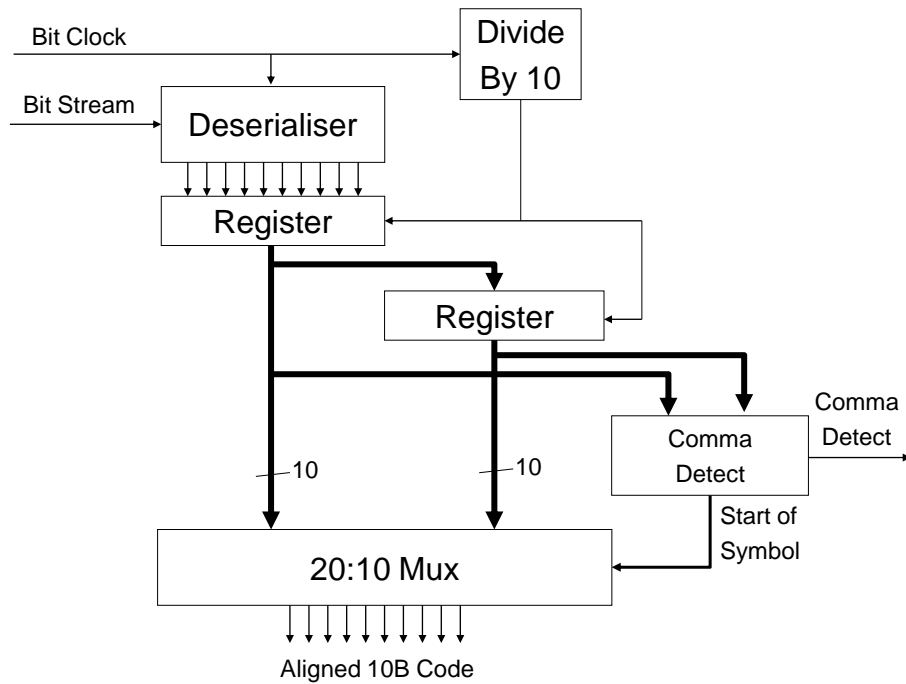 Bit Clock
Divide
By 10
Bit Stream
Deserialiser
Register
Register
Comma
Detect
Comma
Detect
10
10
Start of
Symbol
20:10 Mux
Aligned 10B Code